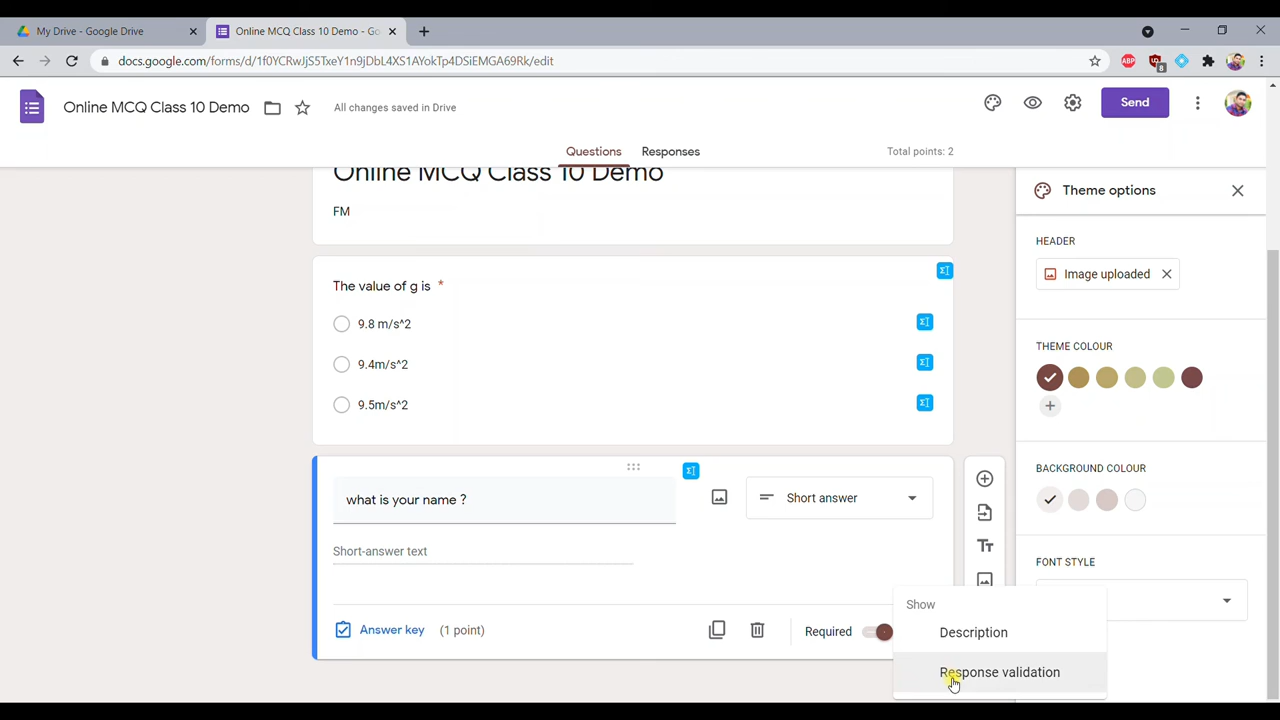 My Drive - Google Drive
Online MCQ Class 10 Demo - Go
docs.google.com/forms/d/1f0YCRwJjS5TxeY1n9jDbL4XS1AYGkTp4DSiEMGA69Rk/edit
ABP
8
Online MCQ Class 10 Demo
All changes saved in Drive
Send
Questions
Responses
Total points: 2
Online MCQ Class 10 Demo
FM
Theme options
HEADER
Image uploaded
The value of g is *
9.8 m/s^2
9.4m/s^2
9.5m/s^2
THEME COLOUR
BACKGROUND COLOUR
what is your name ?
Short answer
Short-answer text
FONT STYLE
Show
Description
Response validation
Answer key (1 point)
Required